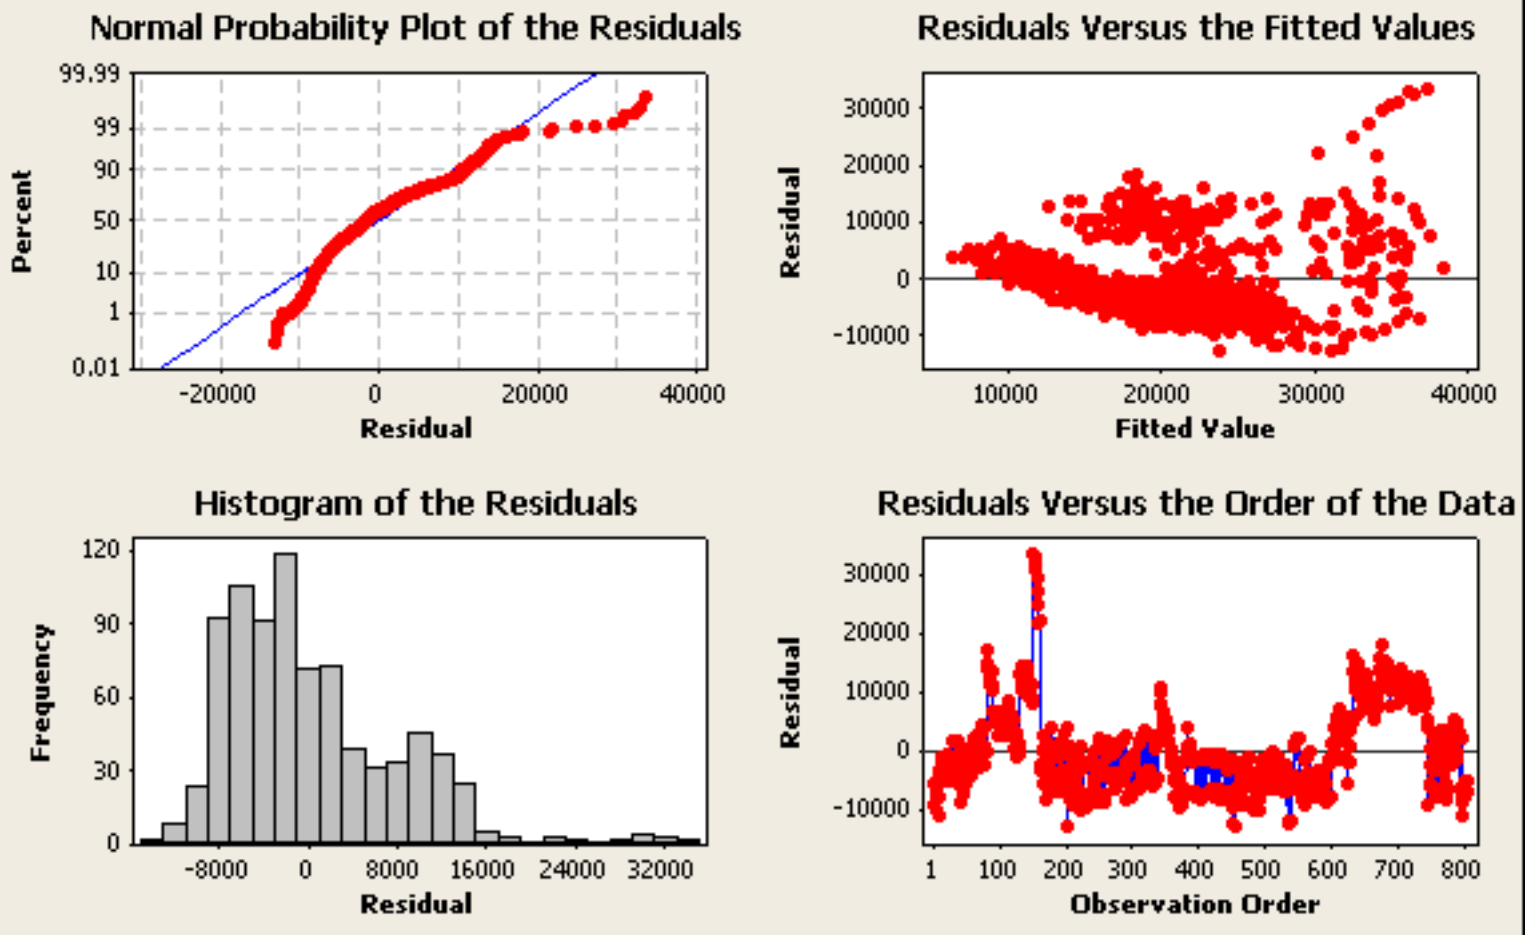 Normal Probability Plot of the Residuals
99.99
99
90
50
10
1
0.01
Percent
-20000 0 20000 40000
Residual
Residuals Versus the Fitted Values
30000
20000
10000
0
-10000
Residual
10000 20000 30000 40000
Fitted Value
Histogram of the Residuals
120
90
60
30
0
Frequency
-8000 0 8000 16000 24000 32000
Residual
Residuals Versus the Order of the Data
30000
20000
10000
0
-10000
Residual
1 100 200 300 400 500 600 700 800
Observation Order